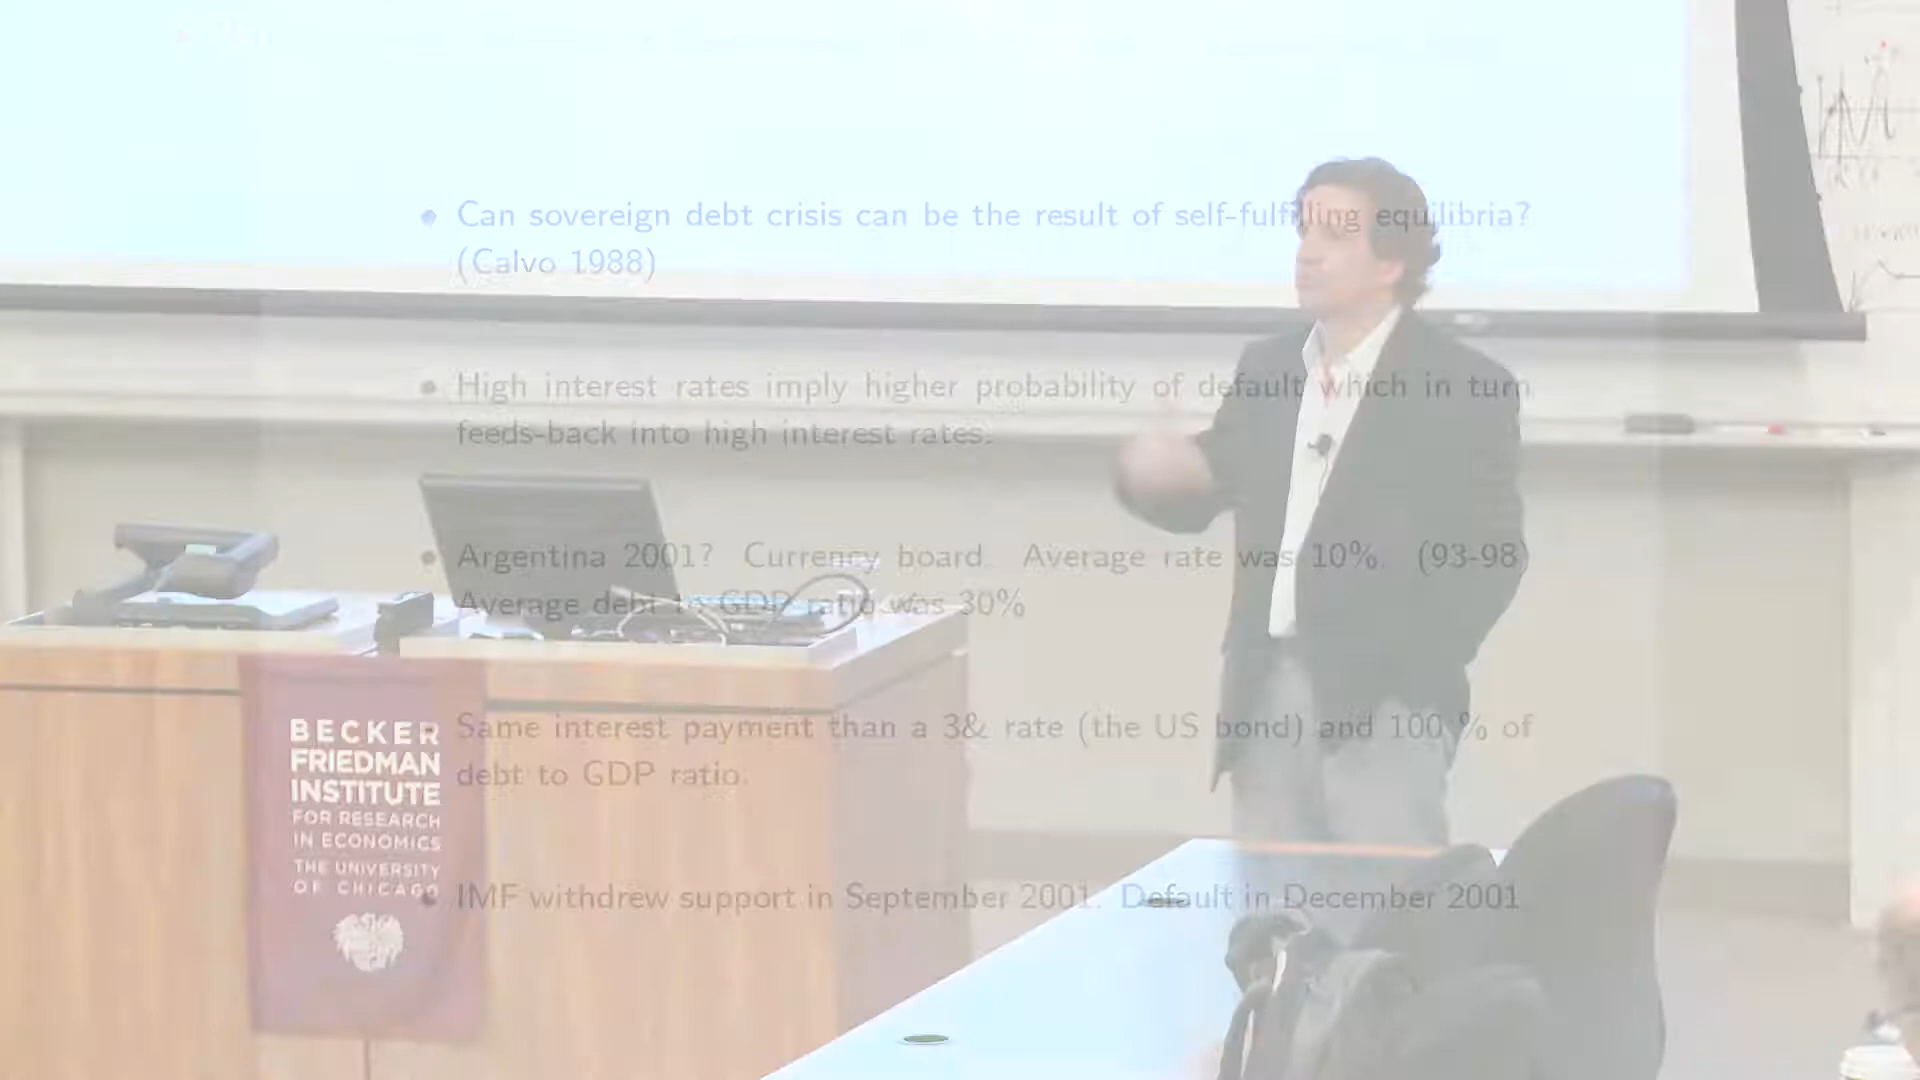 Can sovereign debt crisis can be the result of self-fulfilling equilibria?
(Calvo 1988)
High interest rates imply higher probability of default which in turn
feeds-back into high interest rates.
Argentina 2001? Currency board. Average rate was 10%. (93-98)
Average debt to GDP ratio was 30%
Same interest payment than a 3& rate (the US bond) and 100 % of
debt to GDP ratio.
IMF withdrew support in September 2001. Default in December 2001.
BECKER
FRIEDMAN
INSTITUTE
FOR RESEARCH
IN ECONOMICS
THE UNIVERSITY
OF CHICAGO